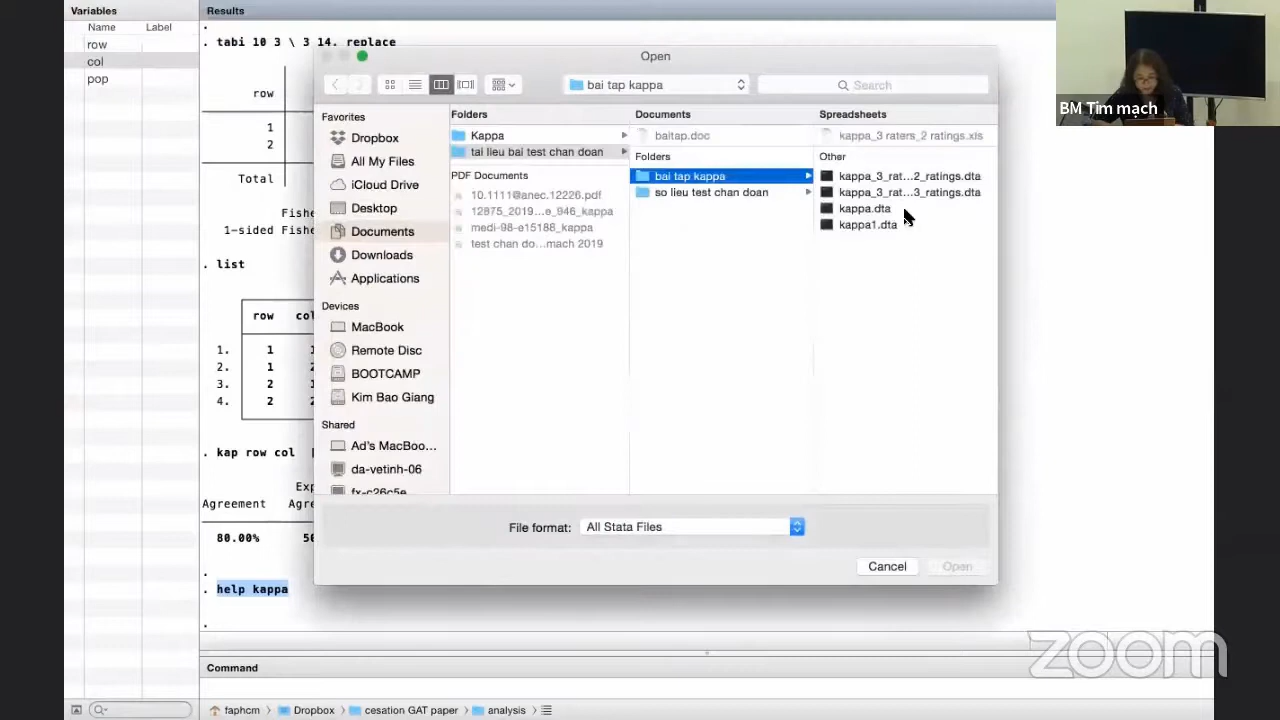 Variables
Name Label
row
col
pop
Results
.
. tabi 10 3 \ 3 14, replace
row
1
2
Total
Fishe
1-sided Fishe
. list
row col
1. 1 1
2. 1 2
3. 2 1
4. 2 2
. kap row col
Exp
Agreement Agre
80.00% 50
.
. help kappa
.
Command
Open
bai tap kappa
Search
Favorites
Dropbox
All My Files
iCloud Drive
Desktop
Documents
Downloads
Applications
Devices
MacBook
Remote Disc
BOOTCAMP
Kim Bao Giang
Shared
Ad's MacBoo...
da-vetinh-06
fx-c26c5e
Folders
Kappa
tai lieu bai test chan doan
PDF Documents
10.1111@anec.12226.pdf
12875_2019...e_946_kappa
medi-98-e15188_kappa
test chan do...mach 2019
Documents
baitap.doc
Folders
bai tap kappa
so lieu test chan doan
Spreadsheets
kappa_3 raters_2 ratings.xls
Other
kappa_3_rat...2_ratings.dta
kappa_3_rat...3_ratings.dta
kappa.dta
kappa1.dta
File format: All Stata Files
Cancel Open
faphcm Dropbox cesation GAT paper analysis
BM Tim mạch
zoom